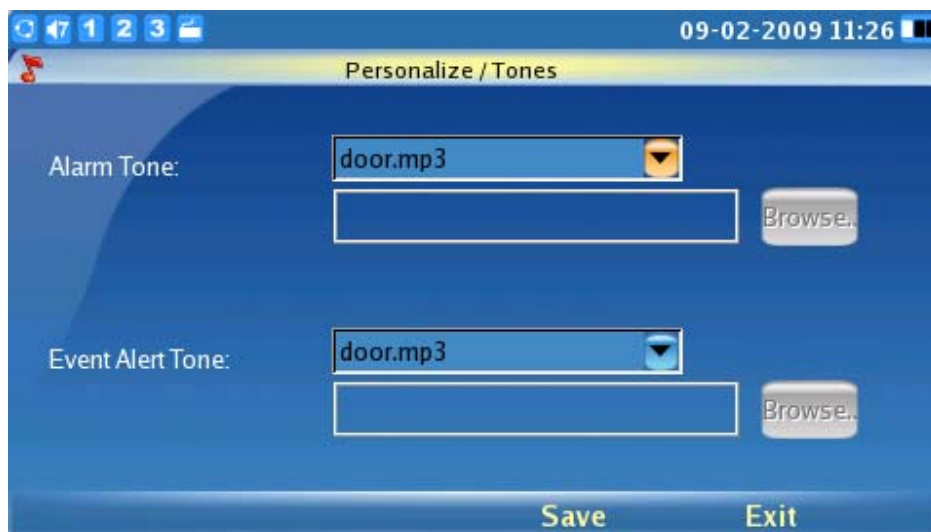 7 1 2 3 09-02-2009 11:26
Personalize / Tones
Alarm Tone: door.mp3
Browse..
Event Alert Tone: door.mp3
Browse..
Save Exit